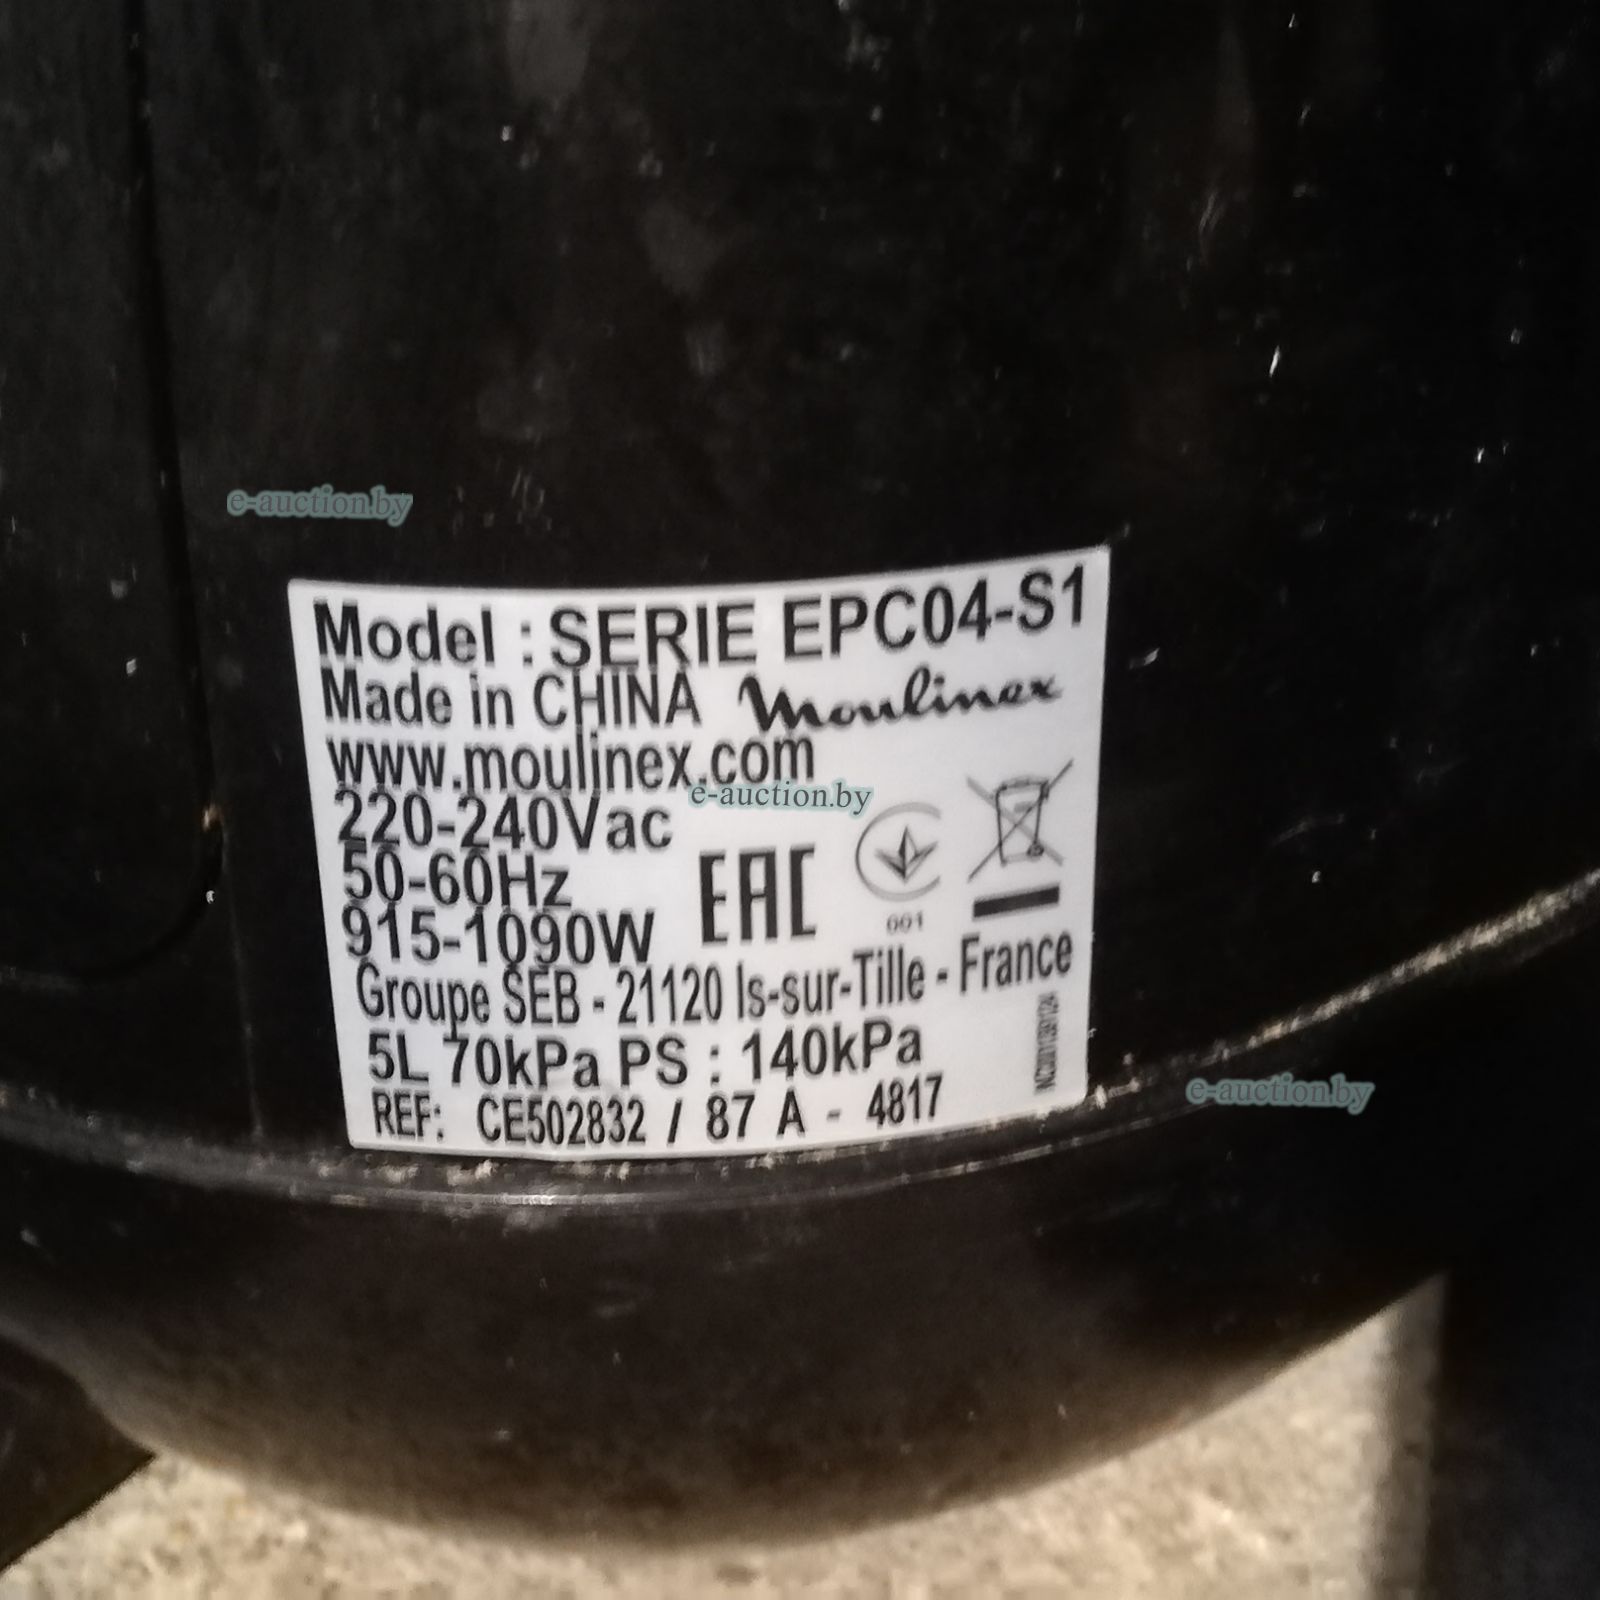 e-auction.by
Model : SERIE EPC04-S1
Made in CHINA Moulinex
www.moulinex.com
e-auction.by
220-240Vac
50-60Hz
915-1090W EAC 001
Groupe SEB - 21120 Is-sur-Tille - France
5L 70kPa PS : 140kPa
e-auction.by
REF: CE502832 / 87 A - 4817